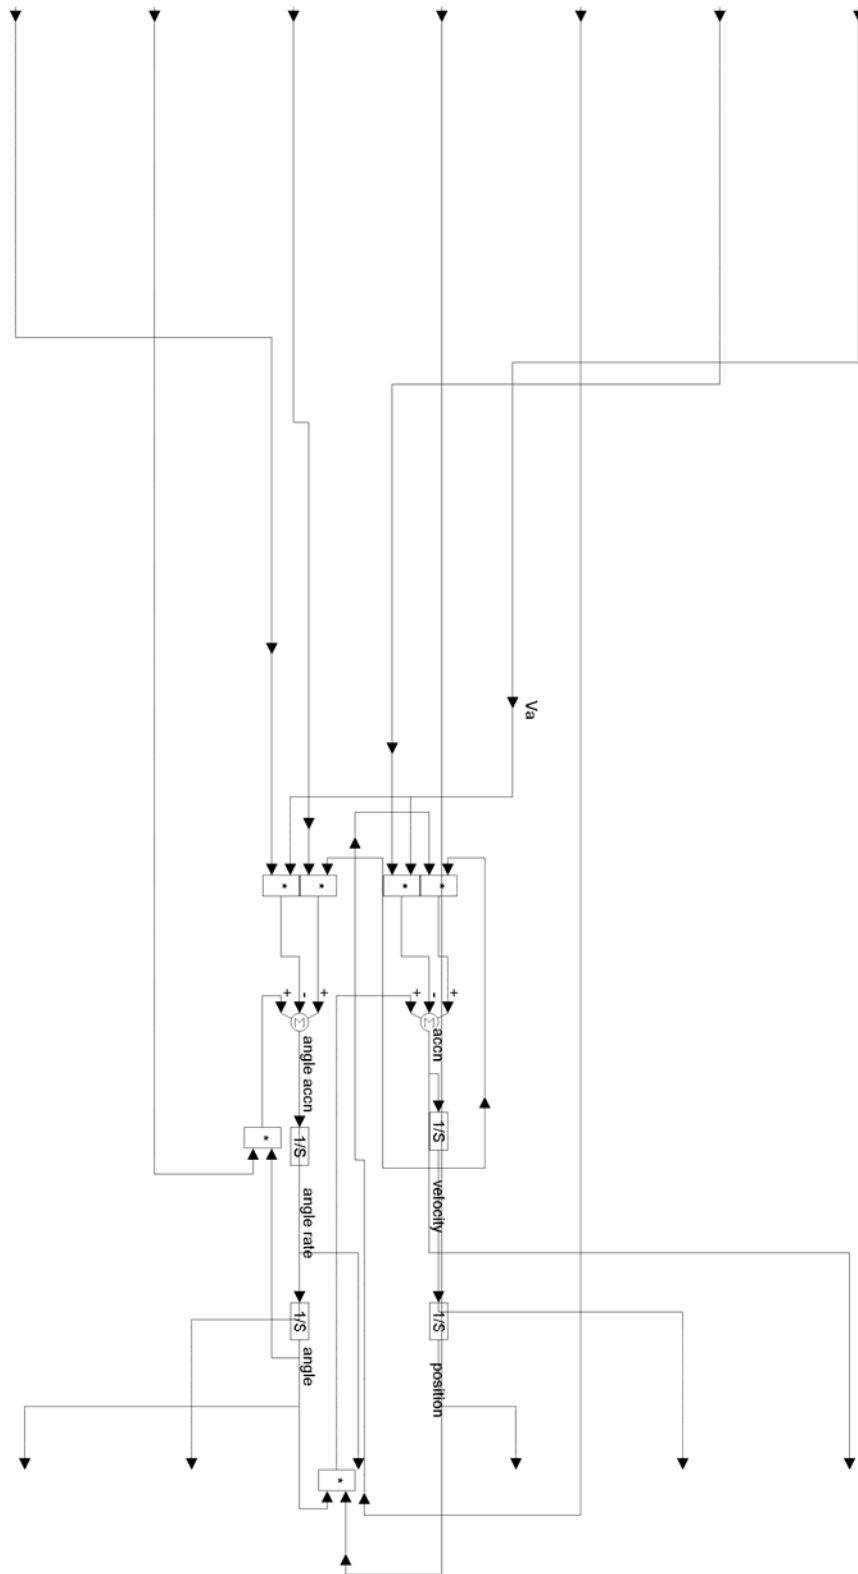 Va
*
*
*
*
+
-
+
+
-
+
Σ
Σ
accn
angle accn
1/S
*
1/S
velocity
angle rate
1/S
1/S
angle
position
*